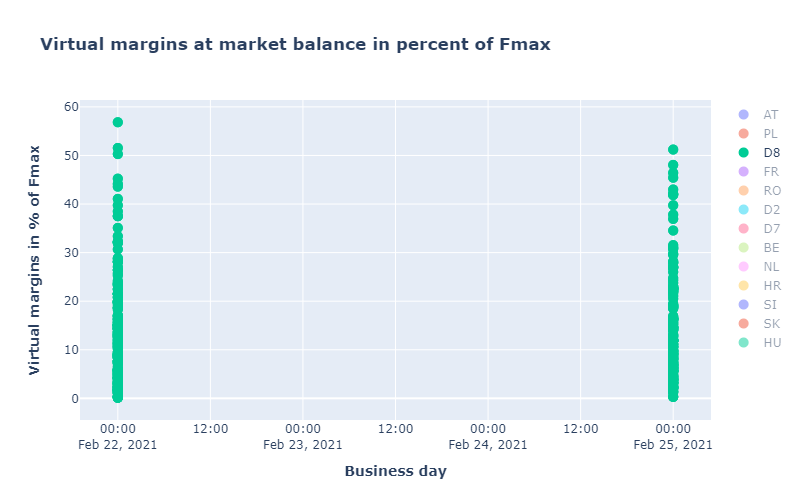 Virtual margins at market balance in percent of Fmax
Virtual margins in % of Fmax
60
50
40
30
20
10
0
00:00
Feb 22, 2021
12:00
00:00
Feb 23, 2021
12:00
00:00
Feb 24, 2021
12:00
00:00
Feb 25, 2021
Business day
AT
PL
D8
FR
RO
D2
D7
BE
NL
HR
SI
SK
HU